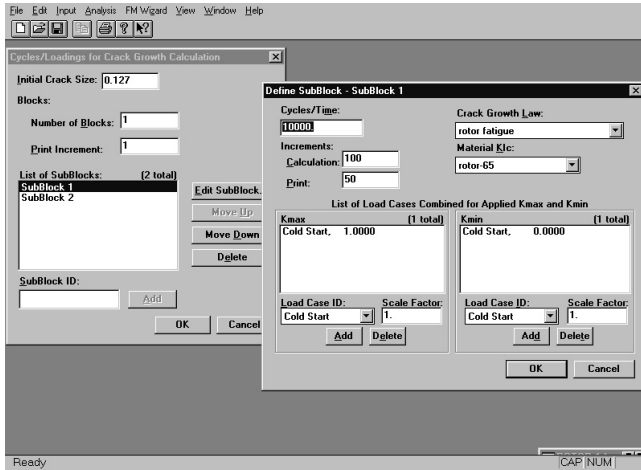 File Edit Input Analysis FM Wizard View Window Help
Cycles/Loadings for Crack Growth Calculation
Initial Crack Size: 0.127
Blocks:
Number of Blocks: 1
Print Increment: 1
List of SubBlocks: (2 total)
SubBlock 1
SubBlock 2
Edit SubBlock.
Move Up
Move Down
Delete
SubBlock ID:
Add
OK Cancel
Define SubBlock - SubBlock 1
Cycles/Time:
10000.
Increments:
Calculation: 100
Print: 50
Crack Growth Law:
rotor fatigue
Material KIc:
rotor-65
List of Load Cases Combined for Applied Kmax and Kmin
Kmax (1 total)
Cold Start, 1.0000
Load Case ID: Scale Factor:
Cold Start 1.
Add Delete
Kmin (1 total)
Cold Start, 0.0000
Load Case ID: Scale Factor:
Cold Start 1.
Add Delete
OK Cancel
Ready
CAP NUM